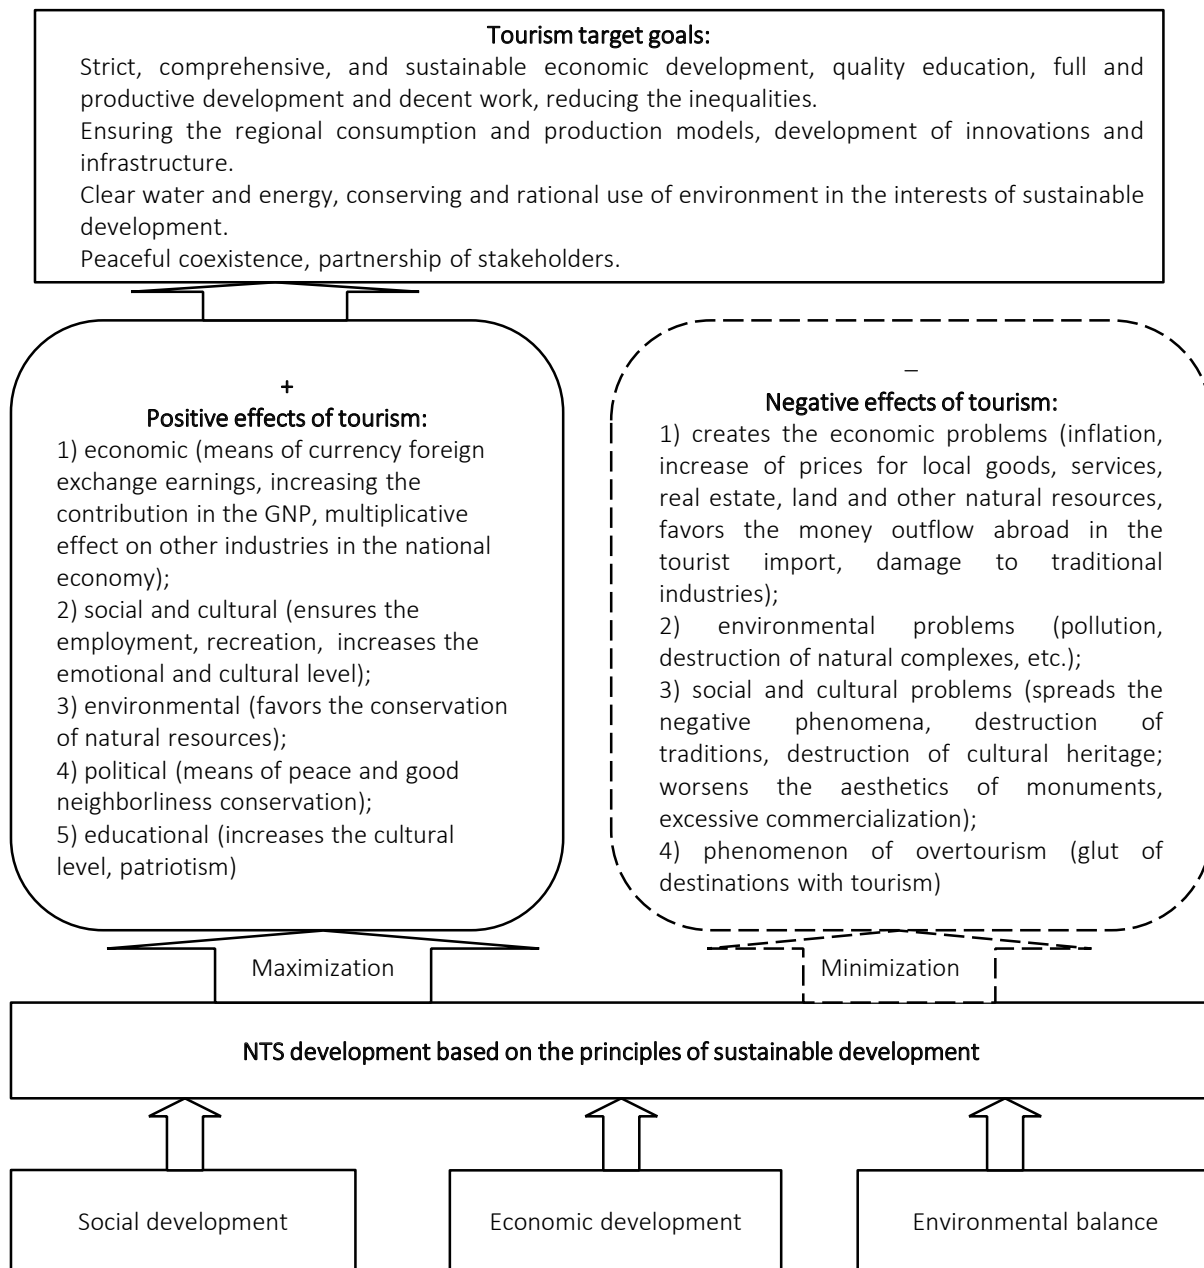 Tourism target goals:
Strict, comprehensive, and sustainable economic development, quality education, full and
productive development and decent work, reducing the inequalities.
Ensuring the regional consumption and production models, development of innovations and
infrastructure.
Clear water and energy, conserving and rational use of environment in the interests of sustainable
development.
Peaceful coexistence, partnership of stakeholders.
+
Positive effects of tourism:
1) economic (means of currency foreign
exchange earnings, increasing the
contribution in the GNP, multiplicative
effect on other industries in the national
economy);
2) social and cultural (ensures the
employment, recreation, increases the
emotional and cultural level);
3) environmental (favors the conservation
of natural resources);
4) political (means of peace and good
neighborliness conservation);
5) educational (increases the cultural
level, patriotism)
–
Negative effects of tourism:
1) creates the economic problems (inflation,
increase of prices for local goods, services,
real estate, land and other natural resources,
favors the money outflow abroad in the
tourist import, damage to traditional
industries);
2) environmental problems (pollution,
destruction of natural complexes, etc.);
3) social and cultural problems (spreads the
negative phenomena, destruction of
traditions, destruction of cultural heritage;
worsens the aesthetics of monuments,
excessive commercialization);
4) phenomenon of overtourism (glut of
destinations with tourism)
Maximization
Minimization
NTS development based on the principles of sustainable development
Social development
Economic development
Environmental balance